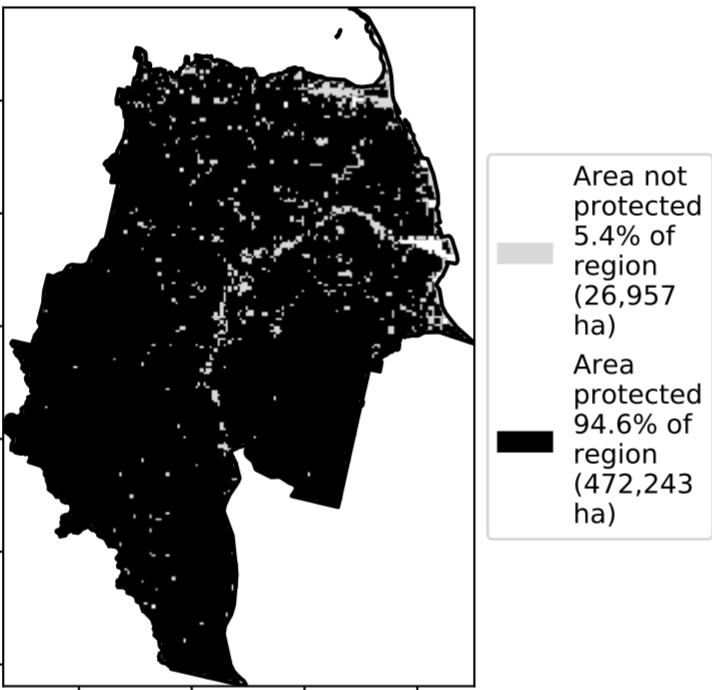 Area not
protected
5.4% of
region
(26,957
ha)
Area
protected
94.6% of
region
(472,243
ha)